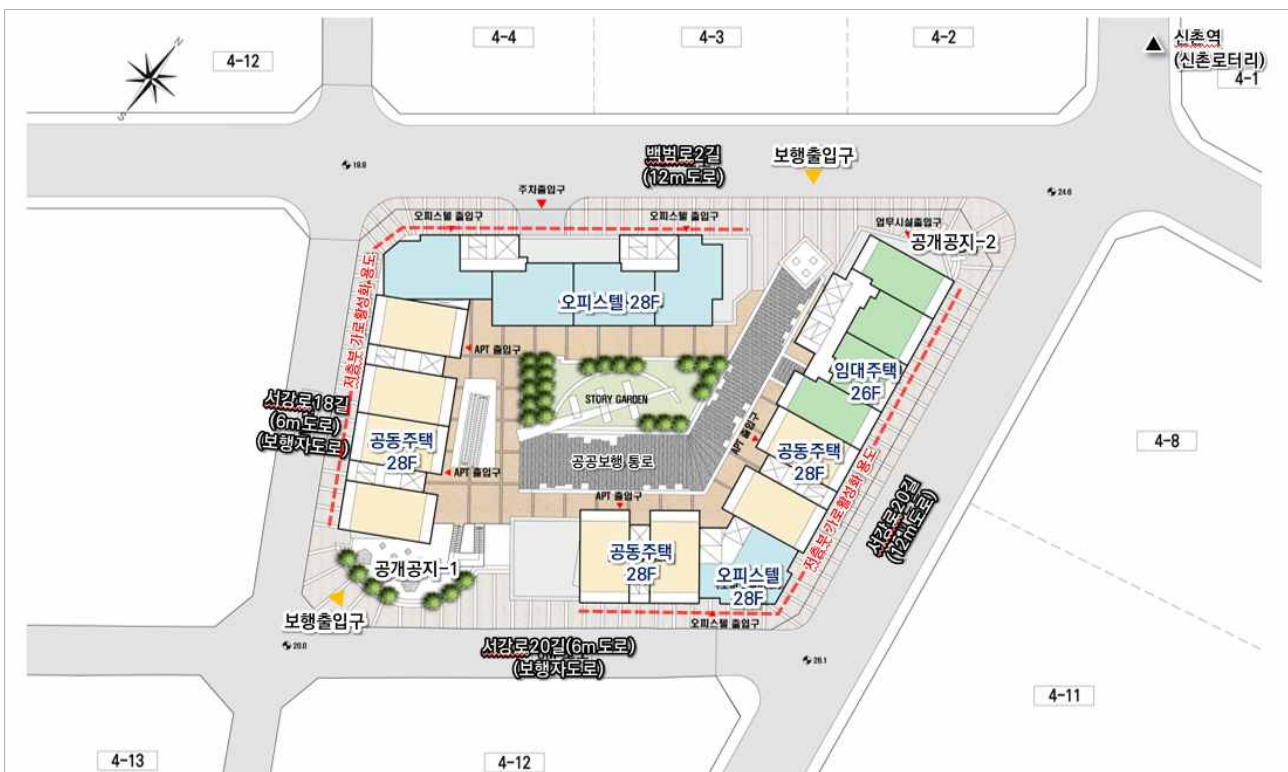 4-12
4-4
4-3
4-2
▲ 신촌역
(신촌로터리)
4-1
N
S
19.8
백범로2길
(12m도로)
보행출입구
24.6
주차출입구
오피스텔 출입구
오피스텔 출입구
업무시설출입구
공개공지-2
저층부 가로활성화 용도
오피스텔 28F
APT 출입구
STORY GARDEN
임대주택
26F
서강로18길
(6m도로)
(보행자도로)
공동주택
28F
APT 출입구
공공보행 통로
APT 출입구
공동주택
28F
4-8
APT 출입구
저층부 가로활성화 용도
서강로20길
(12m도로)
공동주택
28F
오피스텔
28F
공개공지-1
보행출입구
오피스텔 출입구
서강로20길(6m도로)
(보행자도로)
26.1
4-11
4-13
4-12